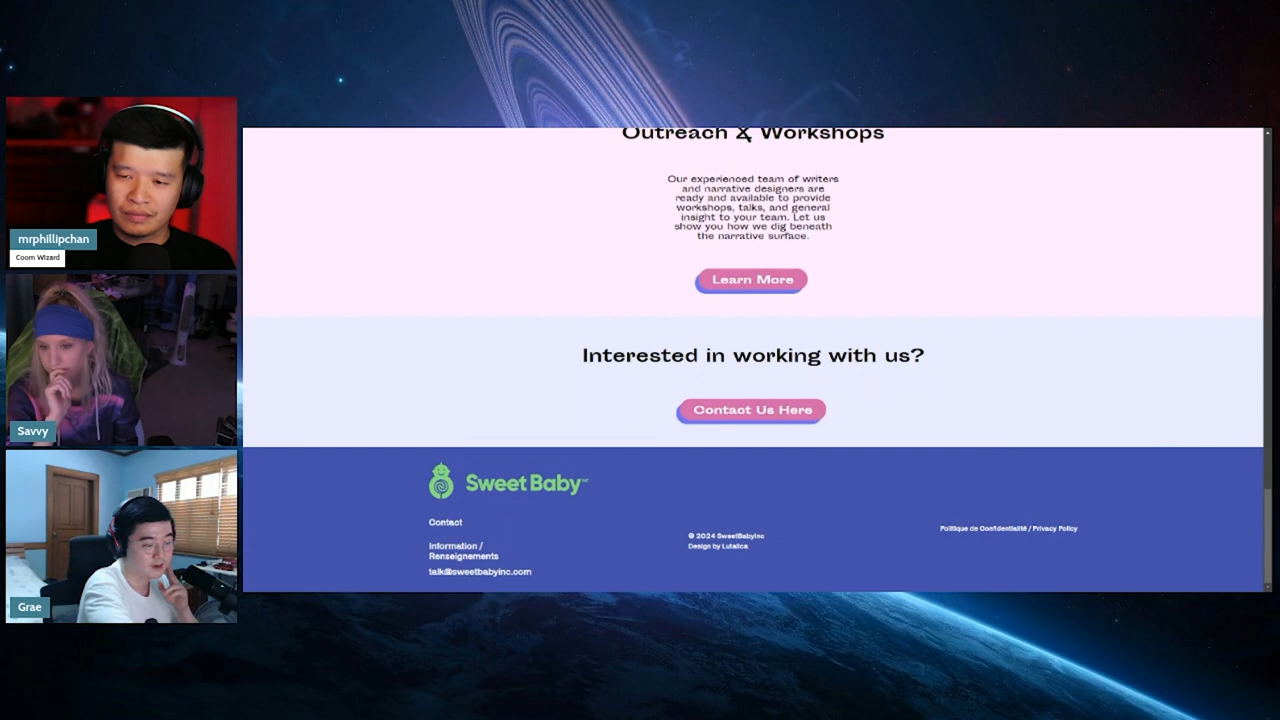 mrphillipchan
Coom Wizard
Savvy
Grae
Outreach & Workshops
Our experienced team of writers
and narrative designers are
ready and available to provide
workshops, talks, and general
insight to your team. Let us
show you how we dig beneath
the narrative surface.
Learn More
Interested in working with us?
Contact Us Here
Sweet Baby
Contact
Information /
Renseignements
talk@sweetbabyinc.com
© 2024 SweetBabyInc
Design by Lutalica
Politique de Confidentialité / Privacy Policy